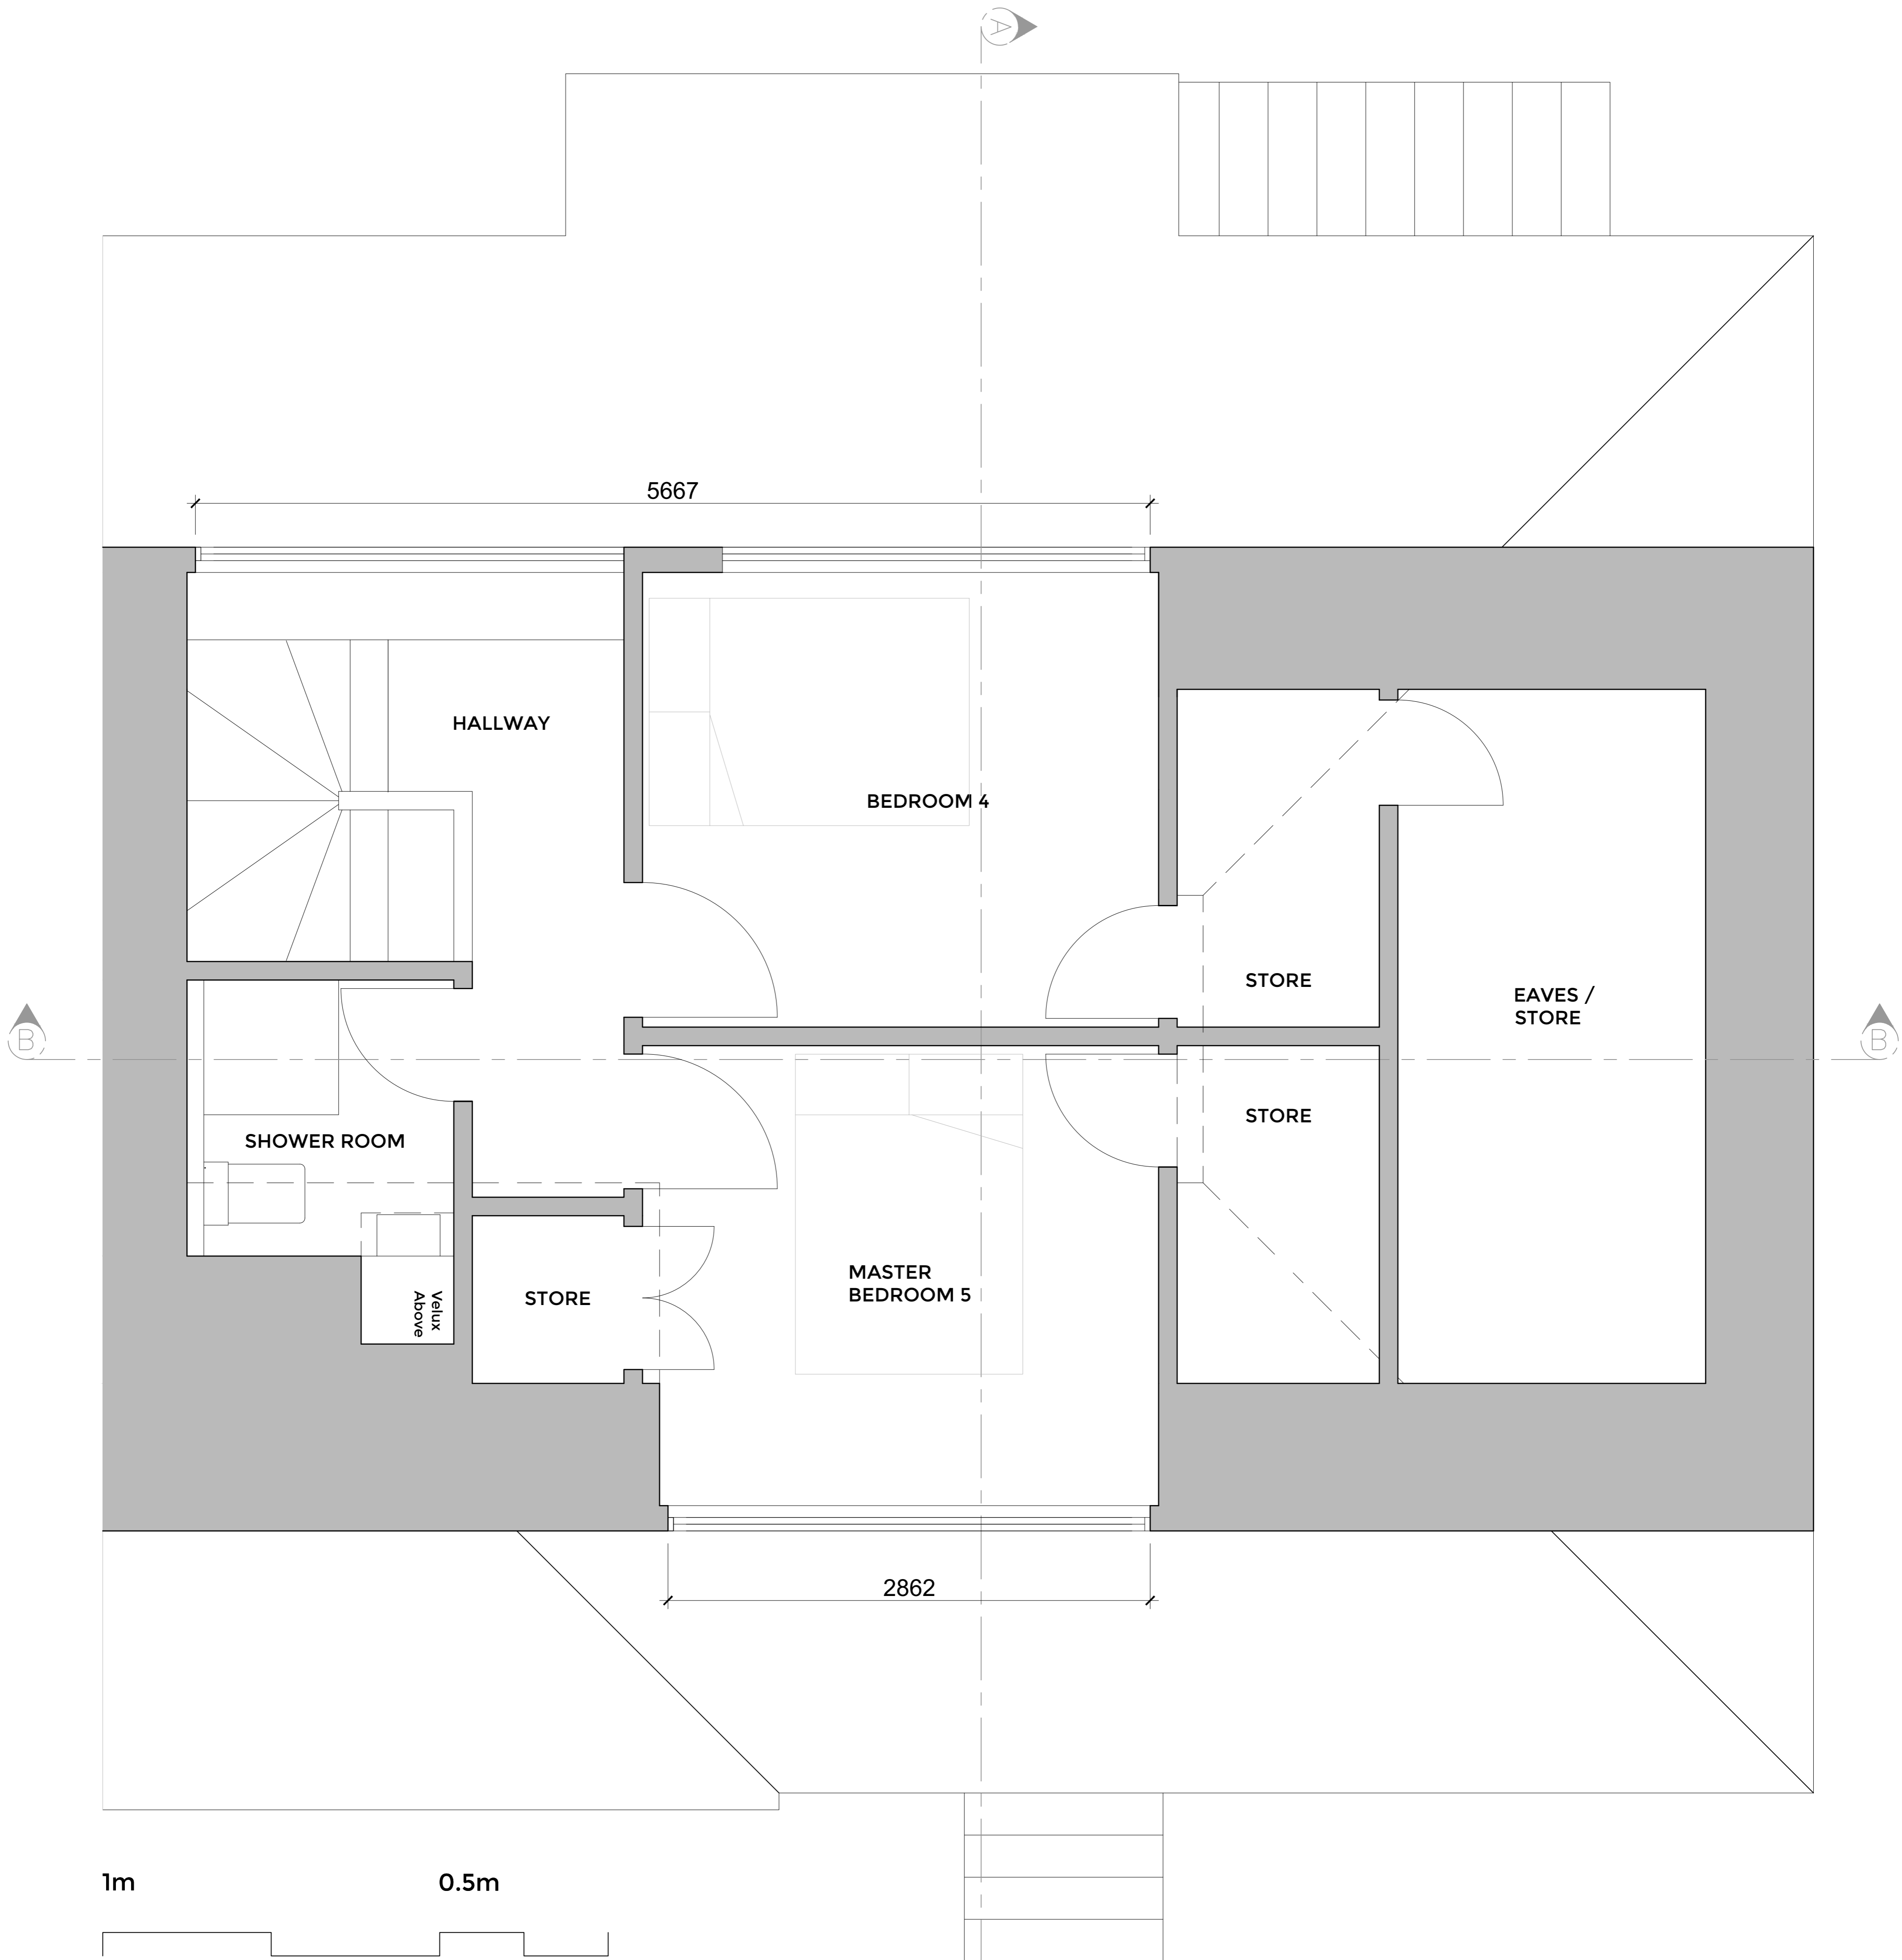 A
5667
HALLWAY
BEDROOM 4
STORE
EAVES /
STORE
B
B
STORE
SHOWER ROOM
MASTER
BEDROOM 5
STORE
Velux
Above
2862
1m
0.5m